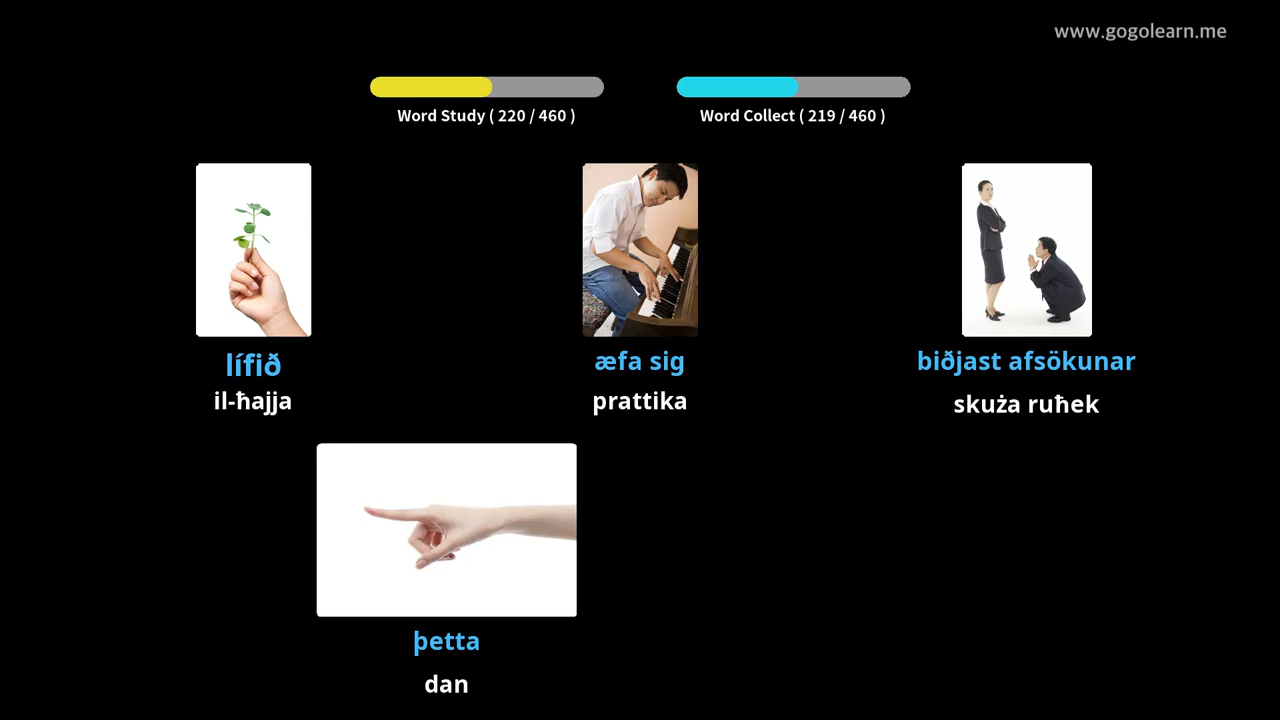 www.gogolearn.me
Word Study ( 220 / 460 )
Word Collect ( 219 / 460 )
lífið
il-ħajja
æfa sig
prattika
biðjast afsökunar
skuża ruħek
þetta
dan